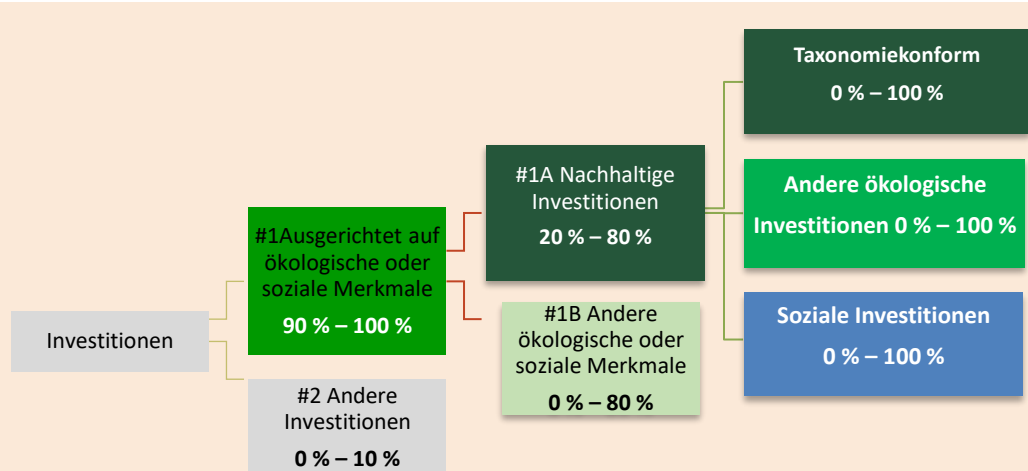 Investitionen
#1Ausgerichtet auf
ökologische oder
soziale Merkmale
90 % – 100 %
#2 Andere
Investitionen
0 % – 10 %
#1A Nachhaltige
Investitionen
20 % – 80 %
#1B Andere
ökologische oder
soziale Merkmale
0 % – 80 %
Taxonomiekonform
0 % – 100 %
Andere ökologische
Investitionen 0 % – 100 %
Soziale Investitionen
0 % – 100 %